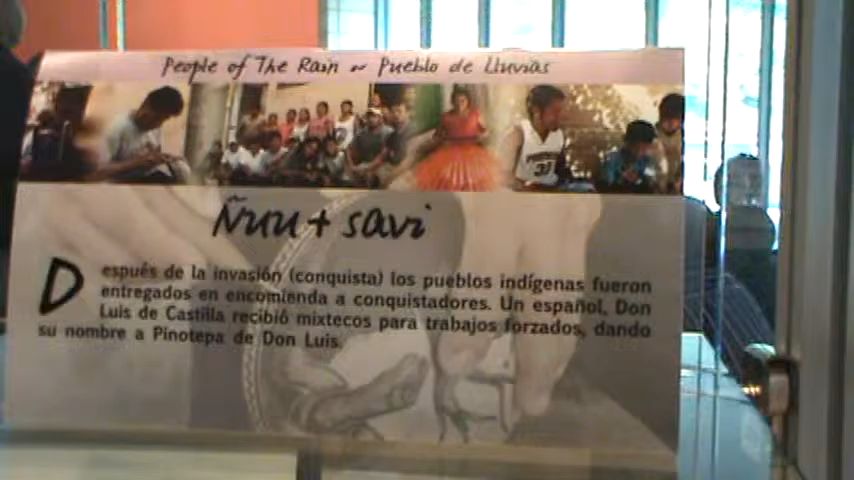 People of The Rain ~ Pueblo de Lluvias
Ñuu + savi
Después de la invasión (conquista) los pueblos indígenas fueron
entregados en encomienda a conquistadores. Un español, Don
Luis de Castilla recibió mixtecos para trabajos forzados, dando
su nombre a Pinotepa de Don Luis.